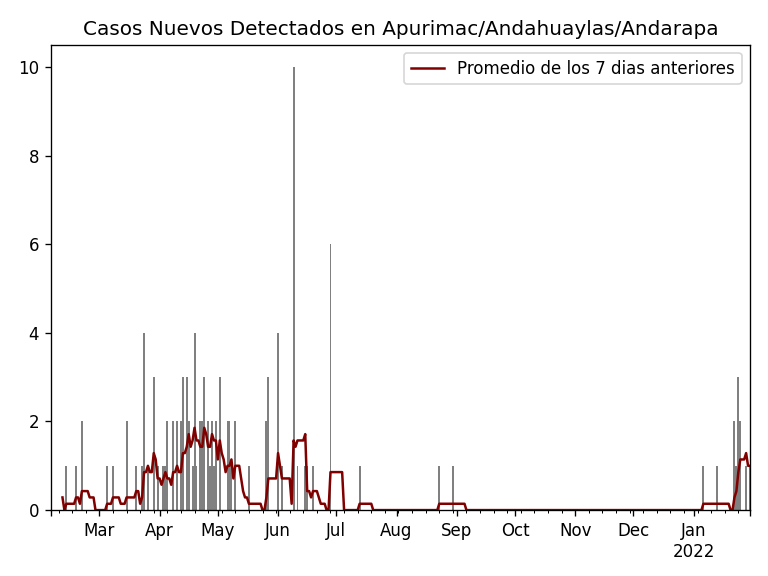 Casos Nuevos Detectados en Apurimac/Andahuaylas/Andarapa
Promedio de los 7 dias anteriores
10
8
6
4
2
0
Mar Apr May Jun Jul Aug Sep Oct Nov Dec Jan
2022